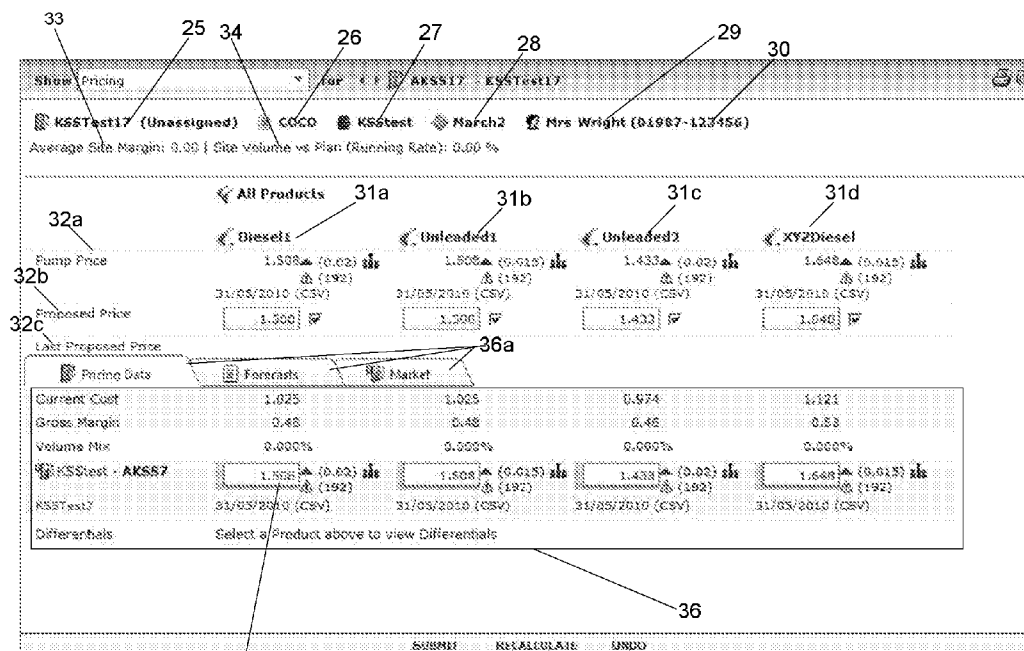 33 25 34 26 27 28 29 30
Show Pricing for AKSS17 - KSSTest17
KSSTest17 (Unassigned) COCO KSStest March2 Mrs Wright (01987-123456)
Average Site Margin: 0.00 | Site Volume vs Plan (Running Rate): 0.00 %
All Products 31a 31b 31c 31d
32a
Diesel1 Unleaded1 Unleaded2 XYZDiesel
Pump Price 1.508 (0.02) 1.508 (0.015) 1.433 (0.02) 1.648 (0.015)
(192) (192) (192) (192)
32b
31/05/2010 (CSV) 31/05/2010 (CSV) 31/05/2010 (CSV) 31/05/2010 (CSV)
Proposed Price 1.508 1.508 1.433 1.648
32c
Last Proposed Price 36a
Pricing Data Forecasts Market
Current Cost 1.025 1.025 0.974 1.121
Gross Margin 0.48 0.48 0.46 0.53
Volume Mix 0.000% 0.000% 0.000% 0.000%
KSStest - AKSS7 1.508 (0.02) 1.508 (0.015) 1.433 (0.02) 1.648 (0.015)
(192) (192) (192) (192)
31/05/2010 (CSV) 31/05/2010 (CSV) 31/05/2010 (CSV) 31/05/2010 (CSV)
Differentials Select a Product above to view Differentials
36
SUBMIT RECALCULATE UNDO